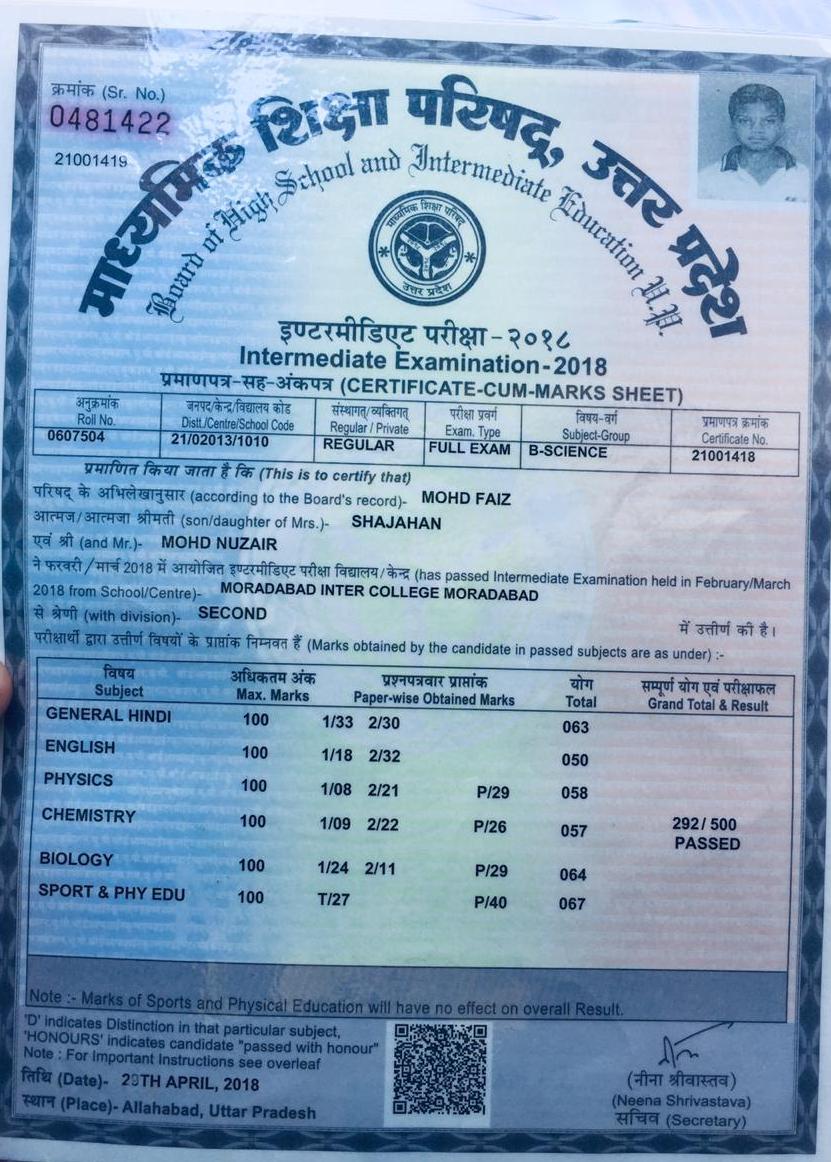 क्रमांक (Sr. No.)
0481422
21001419
माध्यमिक शिक्षा परिषद्, उत्तर प्रदेश
Board of High School and Intermediate Education U.P.
माध्यमिक शिक्षा परिषद्
उत्तर प्रदेश
इण्टरमीडिएट परीक्षा - २०१८
Intermediate Examination - 2018
प्रमाणपत्र-सह-अंकपत्र (CERTIFICATE-CUM-MARKS SHEET)
अनुक्रमांक जनपद/केन्द्र/विद्यालय कोड संस्थागत/व्यक्तिगत परीक्षा प्रवर्ग विषय-वर्ग प्रमाणपत्र क्रमांक
Roll No. Distt./Centre/School Code Regular / Private Exam. Type Subject-Group Certificate No.
0607504 21/02013/1010 REGULAR FULL EXAM B-SCIENCE 21001418
प्रमाणित किया जाता है कि (This is to certify that)
परिषद् के अभिलेखानुसार (according to the Board's record)- MOHD FAIZ
आत्मज/आत्मजा श्रीमती (son/daughter of Mrs.)- SHAJAHAN
एवं श्री (and Mr.)- MOHD NUZAIR
ने फरवरी/मार्च 2018 में आयोजित इण्टरमीडिएट परीक्षा विद्यालय/केन्द्र (has passed Intermediate Examination held in February/March
2018 from School/Centre)- MORADABAD INTER COLLEGE MORADABAD
से श्रेणी (with division)- SECOND में उत्तीर्ण की है।
परीक्षार्थी द्वारा उत्तीर्ण विषयों के प्राप्तांक निम्नवत हैं (Marks obtained by the candidate in passed subjects are as under) :-
विषय अधिकतम अंक प्रश्नपत्रवार प्राप्तांक योग सम्पूर्ण योग एवं परीक्षाफल
Subject Max. Marks Paper-wise Obtained Marks Total Grand Total & Result
GENERAL HINDI 100 1/33 2/30 063
ENGLISH 100 1/18 2/32 050
PHYSICS 100 1/08 2/21 P/29 058
CHEMISTRY 100 1/09 2/22 P/26 057 292/ 500
PASSED
BIOLOGY 100 1/24 2/11 P/29 064
SPORT & PHY EDU 100 T/27 P/40 067
Note :- Marks of Sports and Physical Education will have no effect on overall Result.
'D' indicates Distinction in that particular subject,
'HONOURS' indicates candidate "passed with honour"
Note : For Important Instructions see overleaf
तिथि (Date)- 29TH APRIL, 2018
स्थान (Place)- Allahabad, Uttar Pradesh
(नीना श्रीवास्तव)
(Neena Shrivastava)
सचिव (Secretary)